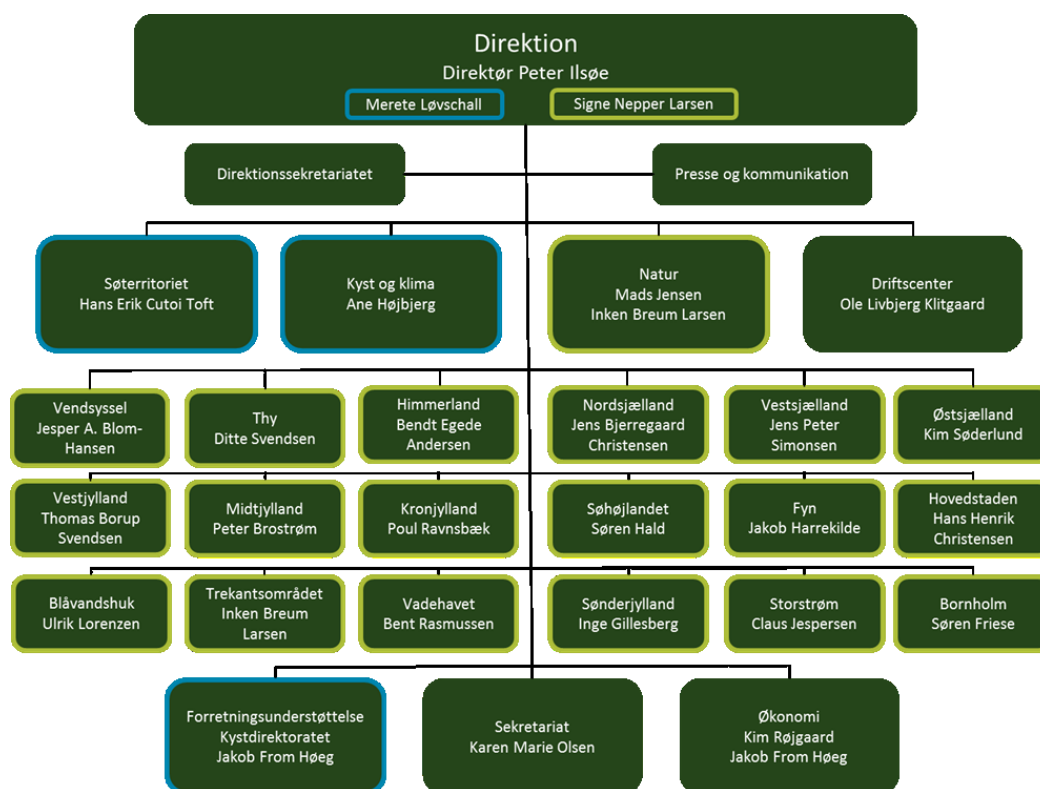 Direktion
Direktør Peter Ilsøe
Merete Løvschall
Signe Nepper Larsen
Direktionssekretariatet
Presse og kommunikation
Søterritoriet
Hans Erik Cutoi Toft
Kyst og klima
Ane Højbjerg
Natur
Mads Jensen
Inken Breum Larsen
Driftscenter
Ole Livbjerg Klitgaard
Vendsyssel
Jesper A. Blom-
Hansen
Thy
Ditte Svendsen
Himmerland
Bendt Egede
Andersen
Nordsjælland
Jens Bjerregaard
Christensen
Vestsjælland
Jens Peter
Simonsen
Østsjælland
Kim Søderlund
Vestjylland
Thomas Borup
Svendsen
Midtjylland
Peter Brostrøm
Kronjylland
Poul Ravnsbæk
Søhøjlandet
Søren Hald
Fyn
Jakob Harrekilde
Hovedstaden
Hans Henrik
Christensen
Blåvandshuk
Ulrik Lorenzen
Trekantsområdet
Inken Breum
Larsen
Vadehavet
Bent Rasmussen
Sønderjylland
Inge Gillesberg
Storstrøm
Claus Jespersen
Bornholm
Søren Friese
Forretningsunderstøttelse
Kystdirektoratet
Jakob From Høeg
Sekretariat
Karen Marie Olsen
Økonomi
Kim Røjgaard
Jakob From Høeg